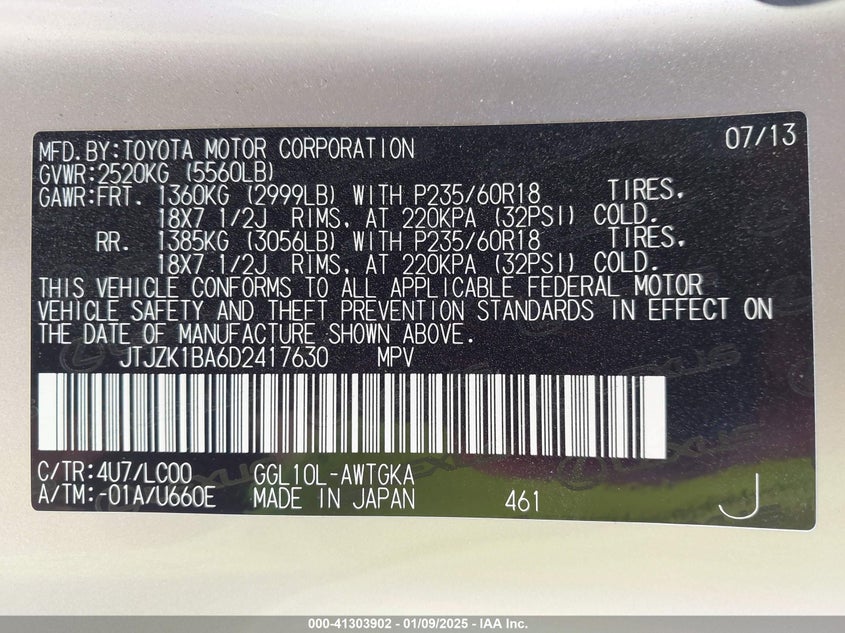 07/13
MFD.BY:TOYOTA MOTOR CORPORATION
GVWR:2520KG (5560LB)
GAWR:FRT. 1360KG (2999LB) WITH P235/60R18 TIRES,
18X7 1/2J RIMS, AT 220KPA (32PSI) COLD.
RR. 1385KG (3056LB) WITH P235/60R18 TIRES,
18X7.1/2J RIMS, AT 220KPA (32PSI) COLD.
THIS VEHICLE CONFORMS TO ALL APPLICABLE FEDERAL MOTOR
VEHICLE SAFETY AND THEFT PREVENTION STANDARDS IN EFFECT ON
THE DATE OF MANUFACTURE SHOWN ABOVE.
JTJZK1BA6D2417630 MPV
C/TR:4U7/LC00 GGL10L-AWTGKA
A/TM:-01A/U660E MADE IN JAPAN 461 J
LEXUS
000-41303902 - 01/09/2025 - IAA Inc.